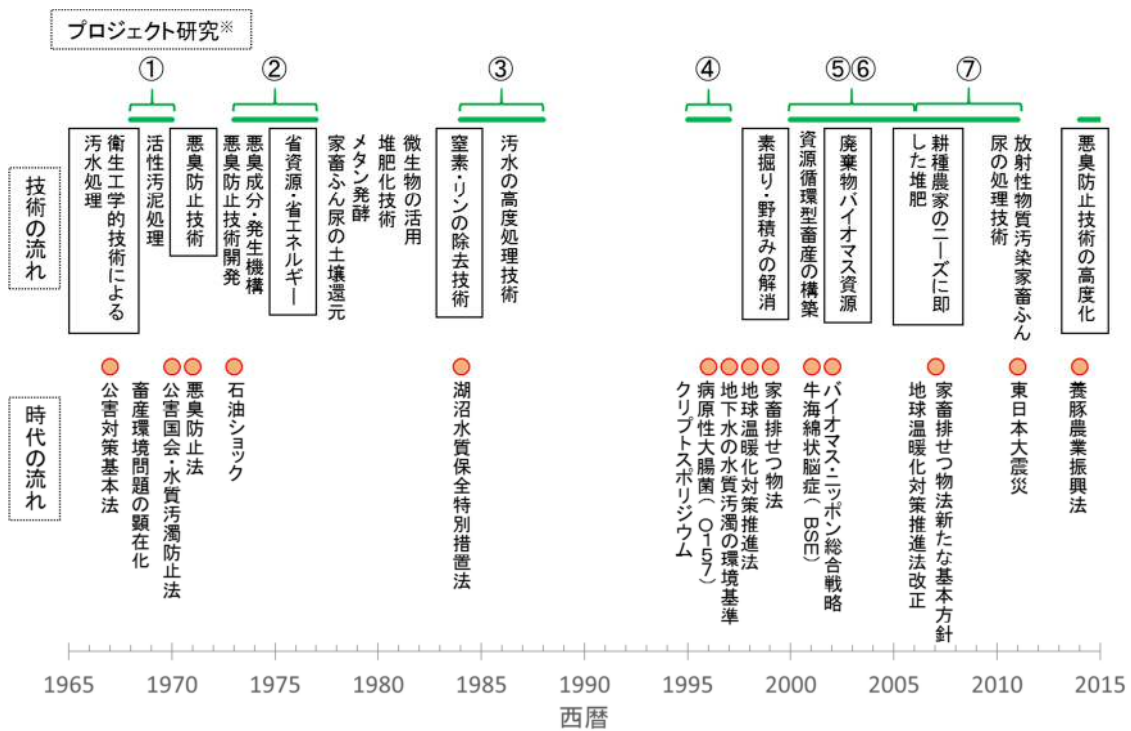 プロジェクト研究※
①
②
③
④
⑤⑥
⑦
技術の流れ
衛生工学的技術による
汚水処理
活性汚泥処理
悪臭防止技術
悪臭成分・発生機構
悪臭防止技術開発
省資源・省エネルギー
家畜ふん尿の土壌還元
メタン発酵
堆肥化技術
微生物の活用
窒素・リンの除去技術
汚水の高度処理技術
素掘り・野積みの解消
資源循環型畜産の構築
廃棄物バイオマス資源
耕種農家のニーズに即
した堆肥
放射性物質汚染家畜ふん
尿の処理技術
悪臭防止技術の高度化
時代の流れ
公害対策基本法
畜産環境問題の顕在化
公害国会・水質汚濁防止法
悪臭防止法
石油ショック
湖沼水質保全特別措置法
病原性大腸菌(O157)
クリプトスポリジウム
地下水の水質汚濁の環境基準
地球温暖化対策推進法
家畜排せつ物法
牛海綿状脳症(BSE)
バイオマス・ニッポン総合戦略
家畜排せつ物法新たな基本方針
地球温暖化対策推進法改正
東日本大震災
養豚農業振興法
1965 1970 1975 1980 1985 1990 1995 2000 2005 2010 2015
西暦